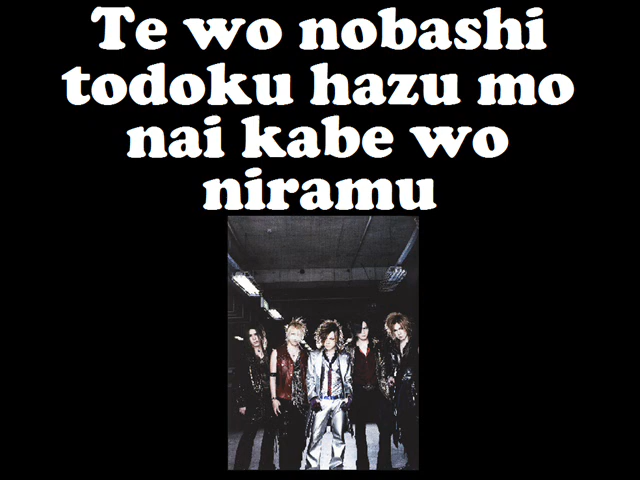 Te wo nobashi
todoku hazu mo
nai kabe wo
niramu